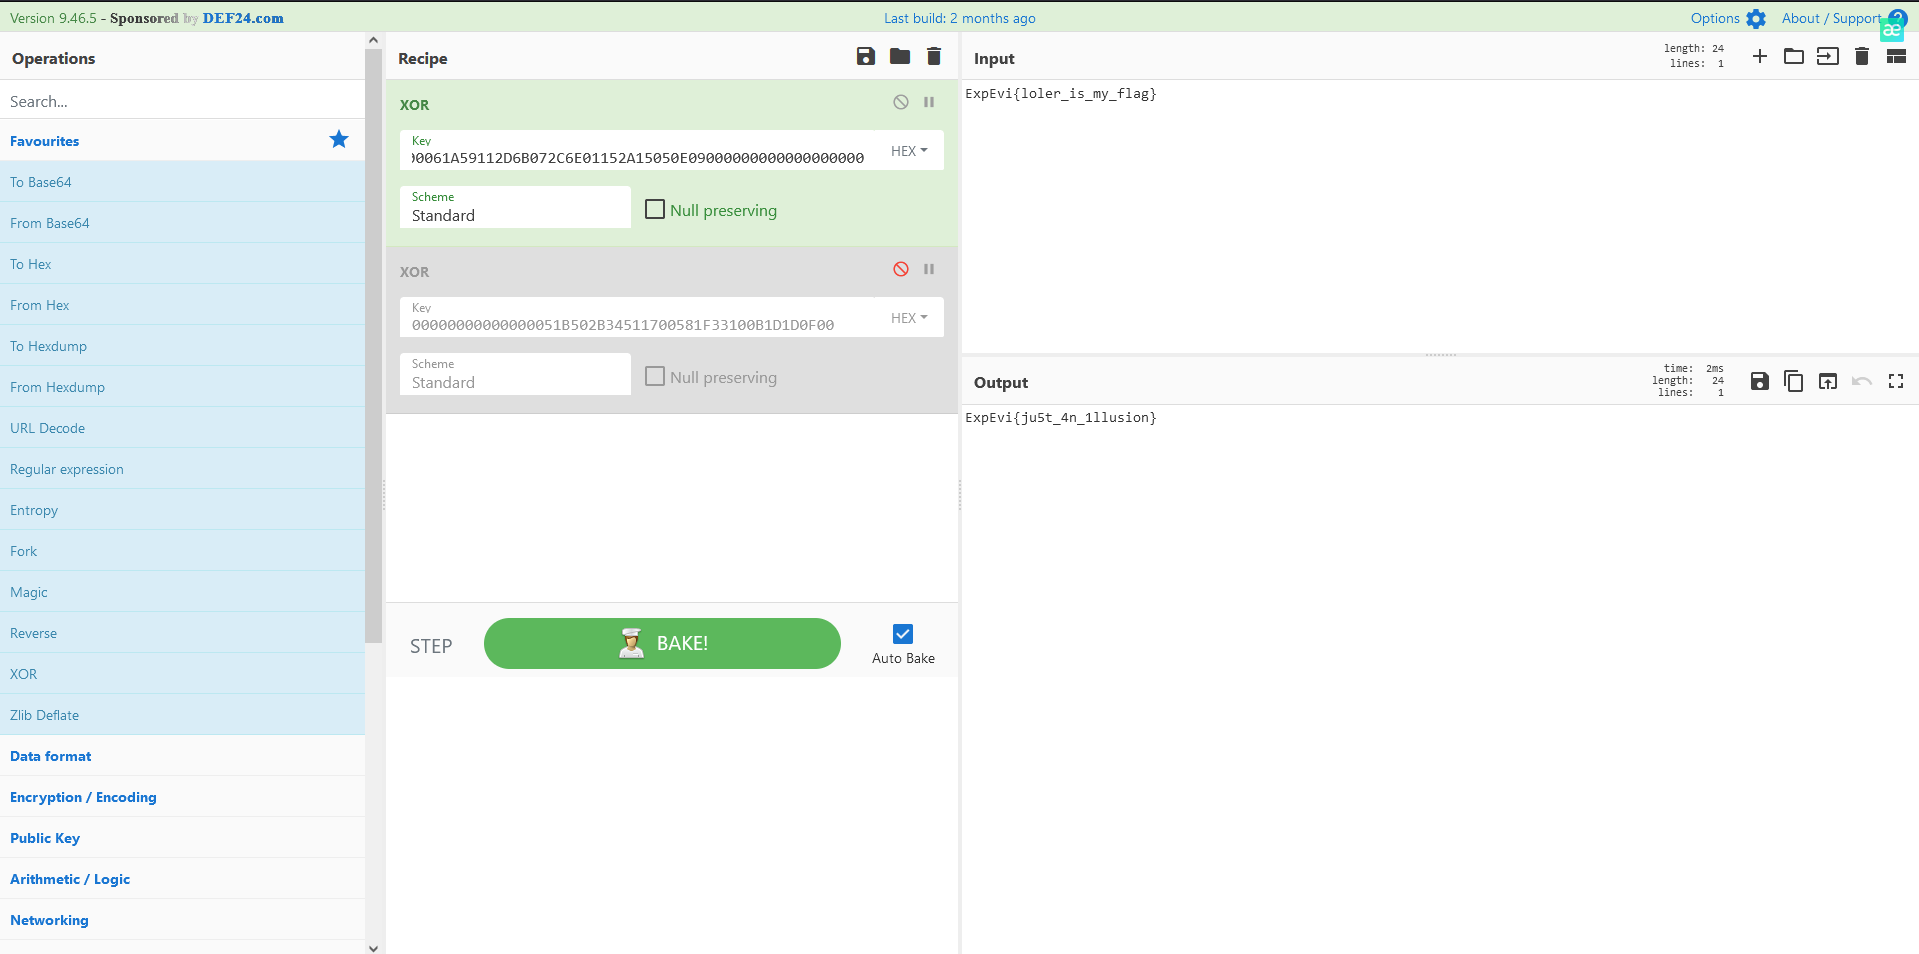 Version 9.46.5 - Sponsored by DEF24.com
Last build: 2 months ago
Options
About / Support
æ
Operations
Search...
Favourites
To Base64
From Base64
To Hex
From Hex
To Hexdump
From Hexdump
URL Decode
Regular expression
Entropy
Fork
Magic
Reverse
XOR
Zlib Deflate
Data format
Encryption / Encoding
Public Key
Arithmetic / Logic
Networking
Recipe
XOR
Key
00061A59112D6B072C6E01152A15050E09000000000000000000
HEX
Scheme
Standard
Null preserving
XOR
Key
00000000000000051B502B34511700581F33100B1D1D0F00
HEX
Scheme
Standard
Null preserving
STEP
BAKE!
Auto Bake
Input
length: 24
lines: 1
ExpEvi{loler_is_my_flag}
Output
time: 2ms
length: 24
lines: 1
ExpEvi{ju5t_4n_1llusion}